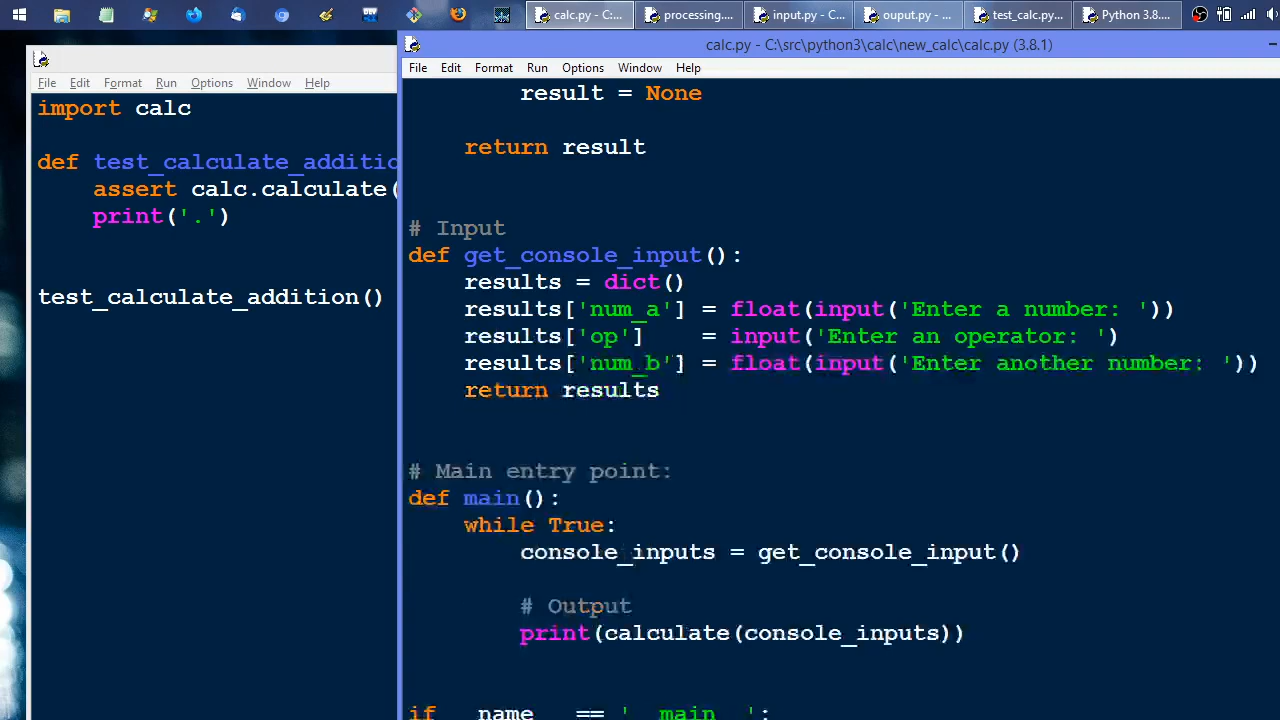 calc.py - C:...
processing....
input.py - C...
ouput.py - ...
test_calc.py...
Python 3.8....
calc.py - C:\src\python3\calc\new_calc\calc.py (3.8.1)
File Edit Format Run Options Window Help
import calc

def test_calculate_additio
    assert calc.calculate(
    print('.')

test_calculate_addition()
File Edit Format Run Options Window Help
        result = None

    return result

# Input
def get_console_input():
    results = dict()
    results['num_a'] = float(input('Enter a number: '))
    results['op']    = input('Enter an operator: ')
    results['num_b'] = float(input('Enter another number: '))
    return results

# Main entry point:
def main():
    while True:
        console_inputs = get_console_input()

        # Output
        print(calculate(console_inputs))

if __name__ == '__main__':